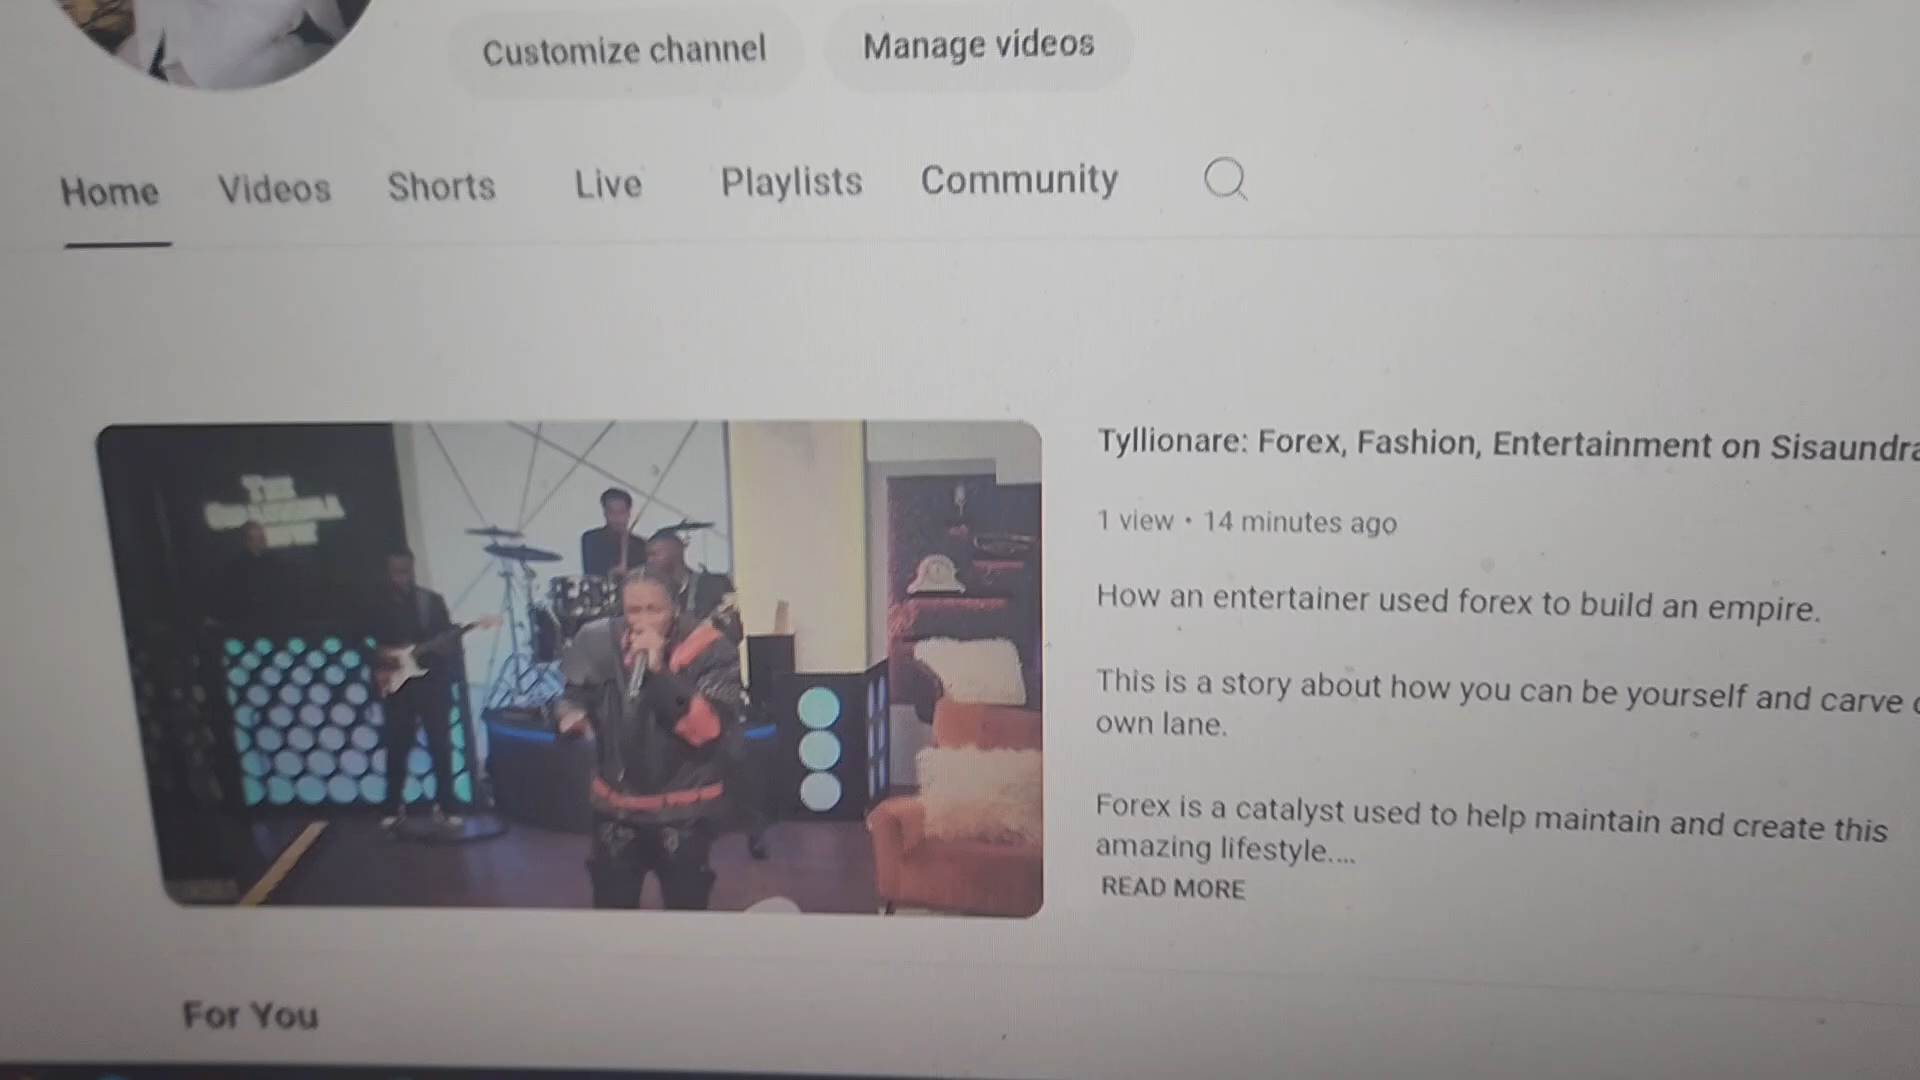 Customize channel
Manage videos
Home
Videos
Shorts
Live
Playlists
Community
Tyllionare: Forex, Fashion, Entertainment on Sisaundra
1 view • 14 minutes ago
How an entertainer used forex to build an empire.
This is a story about how you can be yourself and carve
own lane.
Forex is a catalyst used to help maintain and create this
amazing lifestyle....
READ MORE
For You